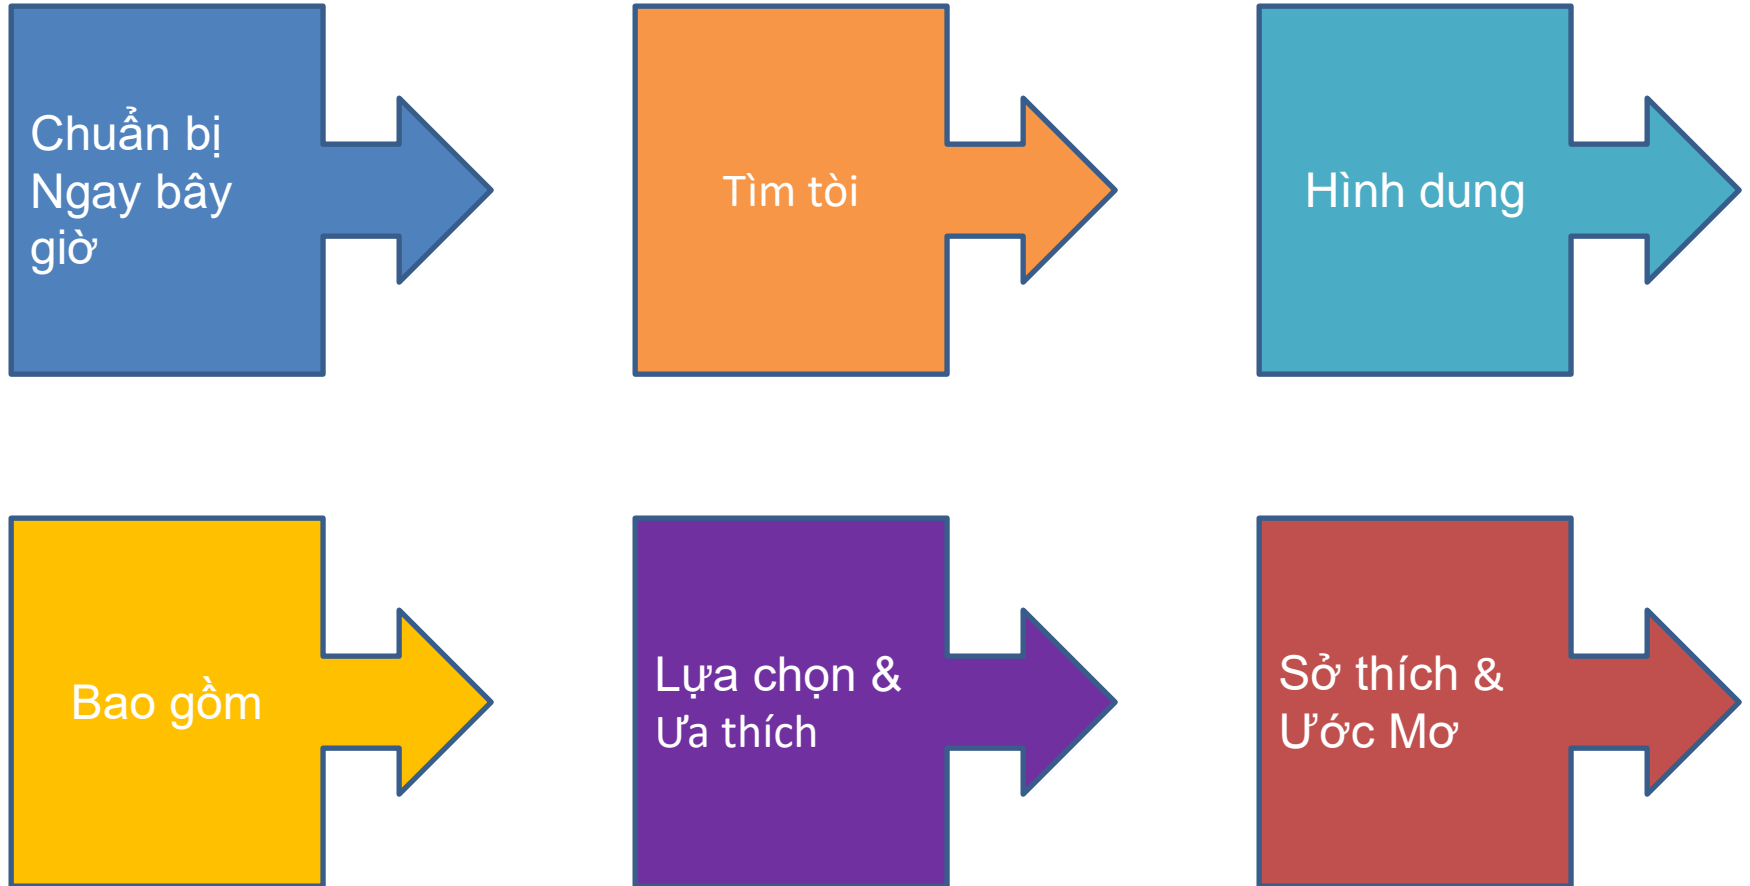 Chuẩn bị
Ngay bây
giờ
Tìm tòi
Hình dung
Bao gồm
Lựa chọn &
Ưa thích
Sở thích &
Ước Mơ